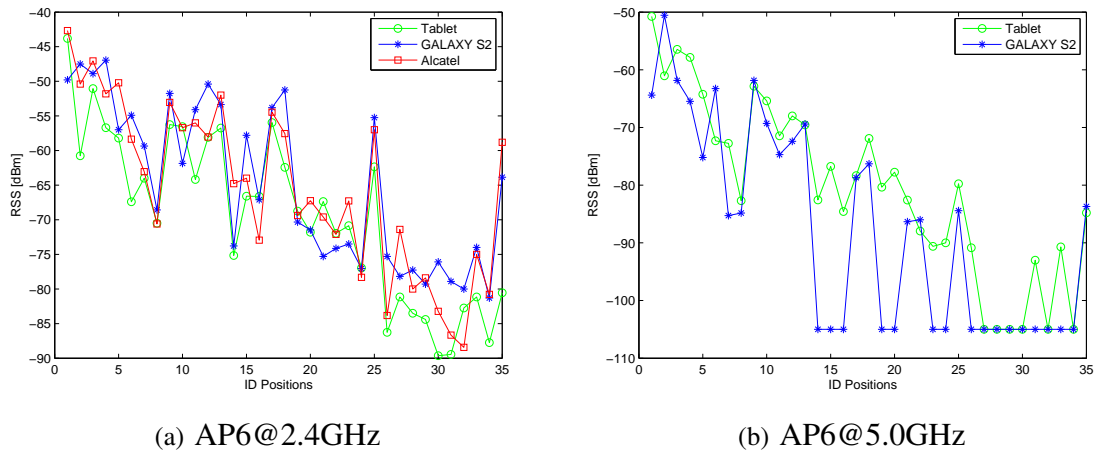 −40
−45
−50
−55
−60
−65
−70
−75
−80
−85
−90
RSS [dBm]
0 5 10 15 20 25 30 35
ID Positions
Tablet
GALAXY S2
Alcatel
(a) AP6@2.4GHz
−50
−60
−70
−80
−90
−100
−110
RSS [dBm]
0 5 10 15 20 25 30 35
ID Positions
Tablet
GALAXY S2
(b) AP6@5.0GHz